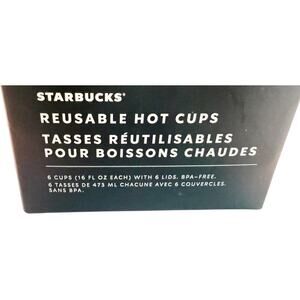 STARBUCKS®
REUSABLE HOT CUPS
TASSES RÉUTILISABLES
POUR BOISSONS CHAUDES
6 CUPS (16 FL OZ EACH) WITH 6 LIDS. BPA-FREE.
6 TASSES DE 473 ML CHACUNE AVEC 6 COUVERCLES.
SANS BPA.